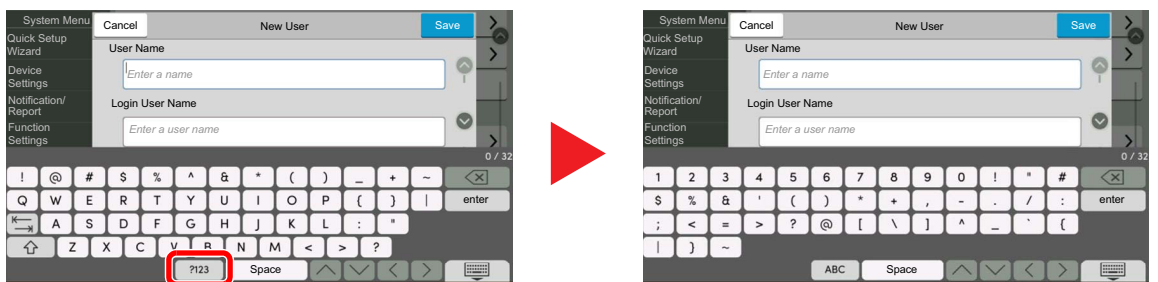 System Menu
Quick Setup
Wizard
Device
Settings
Notification/
Report
Function
Settings
Cancel New User Save
User Name
Enter a name
Login User Name
Enter a user name
0 / 32
! @ # $ % ^ & * ( ) _ + ~
Q W E R T Y U I O P { } | enter
A S D F G H J K L : "
Z X C V B N M < > ?
?123 Space
System Menu
Quick Setup
Wizard
Device
Settings
Notification/
Report
Function
Settings
Cancel New User Save
User Name
Enter a name
Login User Name
Enter a user name
0 / 32
1 2 3 4 5 6 7 8 9 0 ! " #
$ % & ' ( ) * + , - . / : enter
; < = > ? @ [ \ ] ^ _ ` {
| } ~
ABC Space